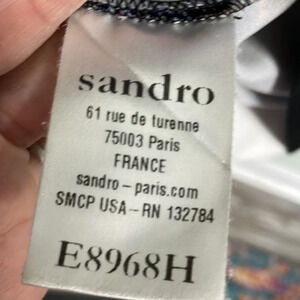 sandro
61 rue de turenne
75003 Paris
FRANCE
sandro-paris.com
SMCP USA-RN 132784
E8968H